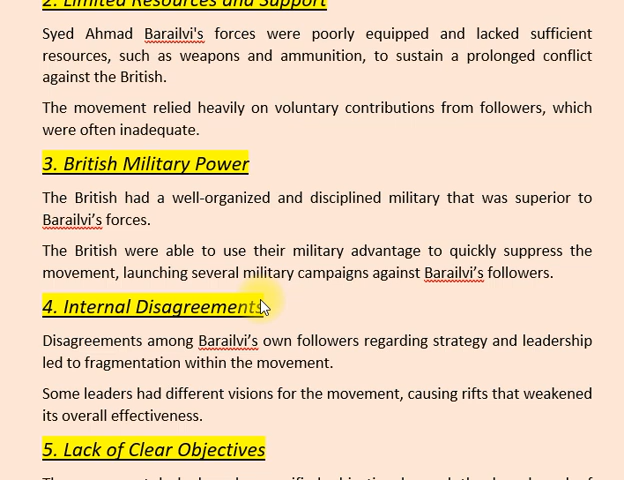 2. Limited Resources and Support
Syed Ahmad Barailvi's forces were poorly equipped and lacked sufficient
resources, such as weapons and ammunition, to sustain a prolonged conflict
against the British.
The movement relied heavily on voluntary contributions from followers, which
were often inadequate.
3. British Military Power
The British had a well-organized and disciplined military that was superior to
Barailvi’s forces.
The British were able to use their military advantage to quickly suppress the
movement, launching several military campaigns against Barailvi’s followers.
4. Internal Disagreements
Disagreements among Barailvi’s own followers regarding strategy and leadership
led to fragmentation within the movement.
Some leaders had different visions for the movement, causing rifts that weakened
its overall effectiveness.
5. Lack of Clear Objectives